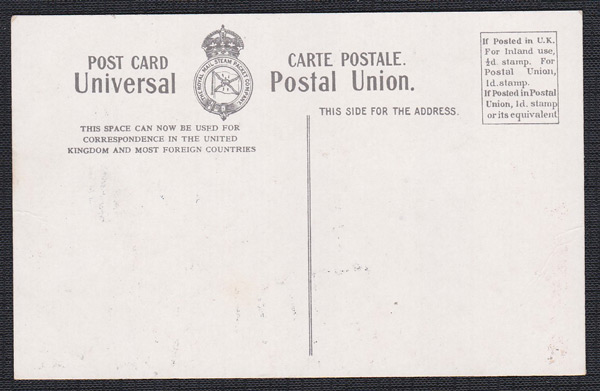 POST CARD
Universal
THE ROYAL MAIL STEAM PACKET COMPANY
CARTE POSTALE.
Postal Union.
THIS SPACE CAN NOW BE USED FOR
CORRESPONDENCE IN THE UNITED
KINGDOM AND MOST FOREIGN COUNTRIES
THIS SIDE FOR THE ADDRESS.
If Posted in U.K.
For Inland use,
½d. stamp. For
Postal Union,
1d. stamp.
If Posted in Postal
Union, 1d. stamp
or its equivalent